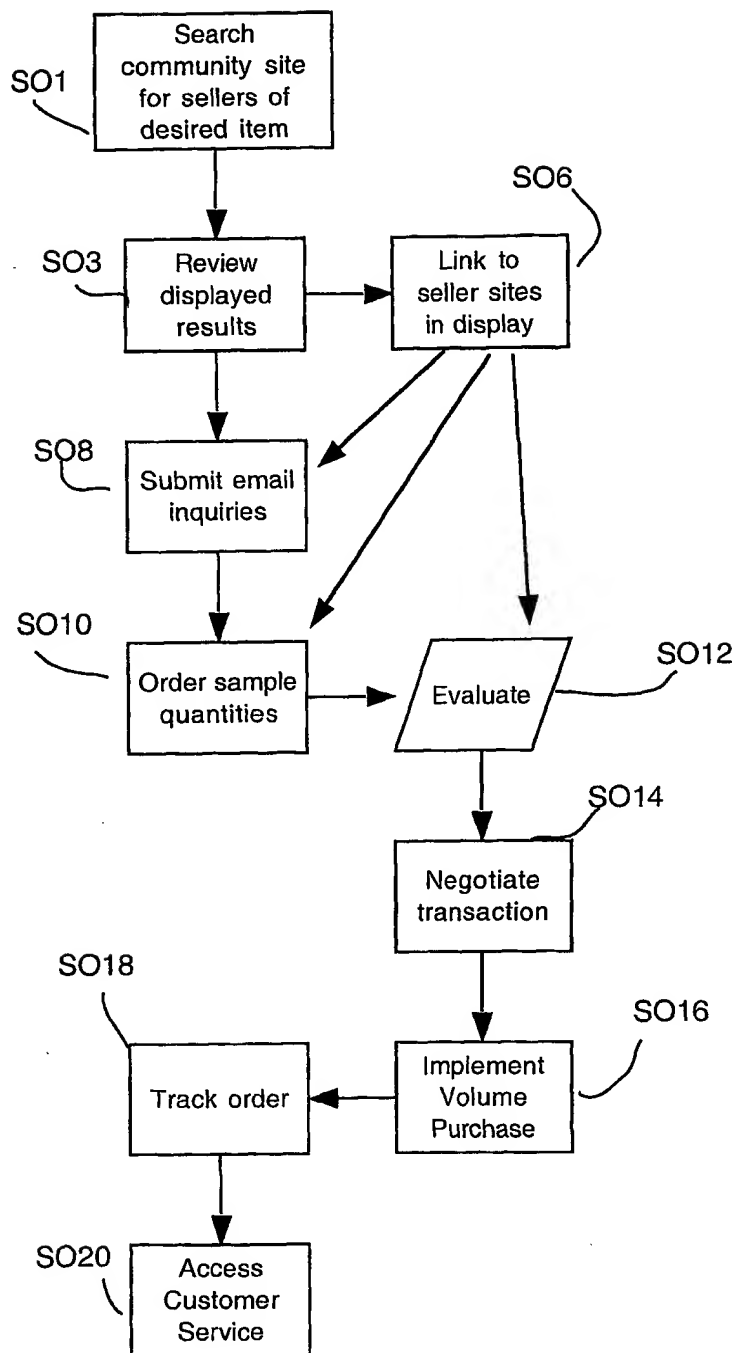 SO1
Search
community site
for sellers of
desired item
SO3
Review
displayed
results
SO6
Link to
seller sites
in display
SO8
Submit email
inquiries
SO10
Order sample
quantities
Evaluate
SO12
SO14
Negotiate
transaction
SO16
Implement
Volume
Purchase
SO18
Track order
SO20
Access
Customer
Service